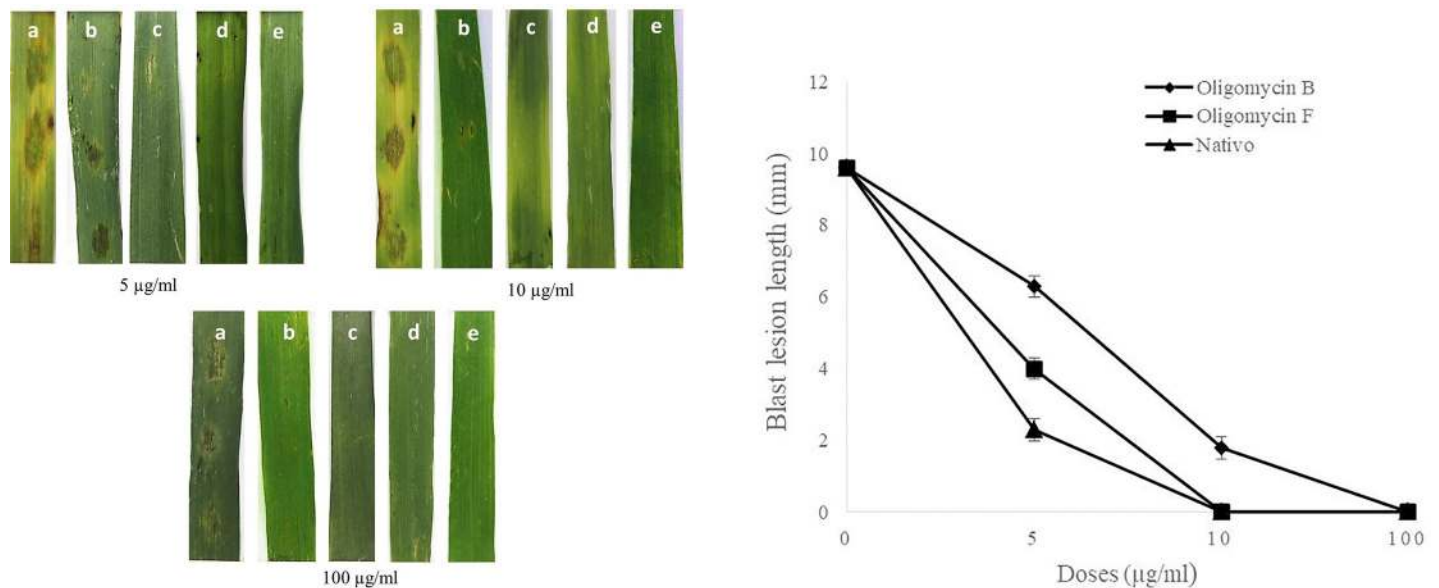 a b c d e
5 µg/ml
a b c d e
10 µg/ml
a b c d e
100 µg/ml
Blast lesion length (mm)
12
10
8
6
4
2
0
Oligomycin B
Oligomycin F
Nativo
0 5 10 100
Doses (µg/ml)